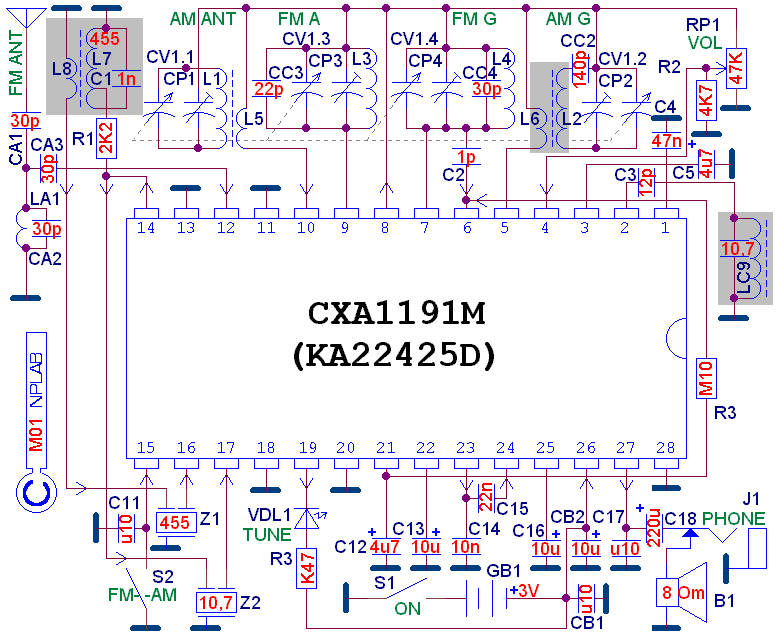 AM ANT FM A FM G AM G RP1
FM ANT
455
L8 L7
C1 1n
CV1.1 CP1 L1
CV1.3 CP3 L3
CC3 22p
CV1.4 CP4 L4
CC4 30p
CC2 140p
CV1.2 CP2
VOL
47K
R2
4K7
C4
47n
C5 4u7
L5 L6 L2
30p
CA1
R1 2K2
CA3
30p
LA1
30p
CA2
1p
C2
12p
C3
10,7
LC9
14 13 12 11 10 9 8 7 6 5 4 3 2 1
CXA1191M
(KA22425D)
M10
R3
M01 NPLAB
C
15 16 17 18 19 20 21 22 23 24 25 26 27 28
C11
u10
455 Z1
S2
FM- -AM
10,7 Z2
VDL1
TUNE
R3 K47
C12 4u7
+
C13 10u
+
C14 10n
22n C15
C16 10u
+
CB2 10u
+
C17 u10
+
220u C18
J1
PHONE
S1
ON
GB1
+3V
u10
CB1
8 Om
B1